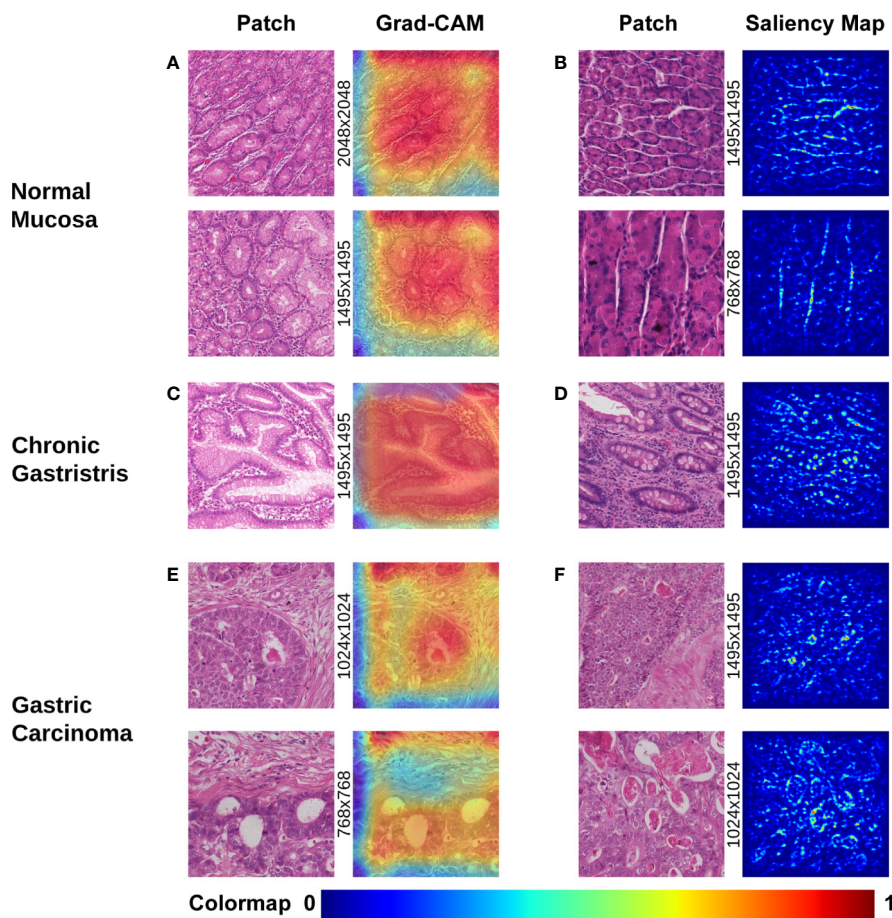 Patch Grad-CAM Patch Saliency Map
A 2048x2048 B 1495x1495
Normal
Mucosa
1495x1495 768x768
C 1495x1495 D 1495x1495
Chronic
Gastristris
E 1024x1024 F 1495x1495
Gastric
Carcinoma
768x768 1024x1024
Colormap 0 1